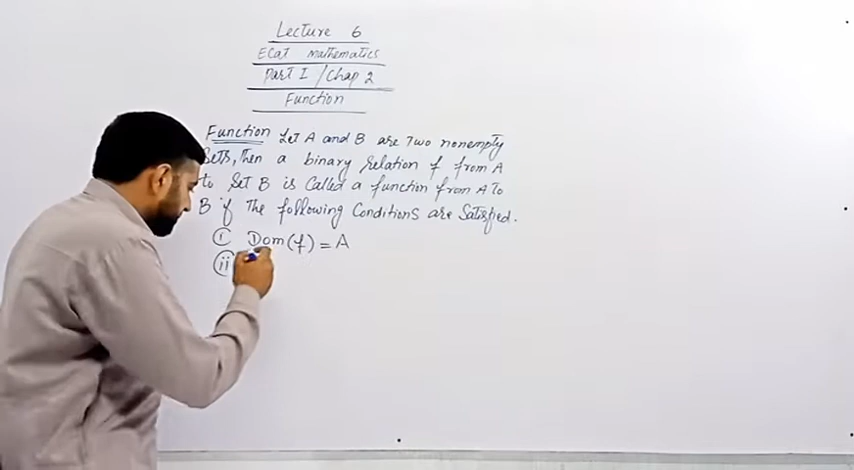 Lecture 6
ECat Mathematics
Part I / Chap 2
Function
Function Let A and B are Two nonempty
Sets, Then a binary Relation f from A
to Set B is Called a function from A To
B if The following Conditions are Satisfied.
(i) Dom(f) = A
(ii)